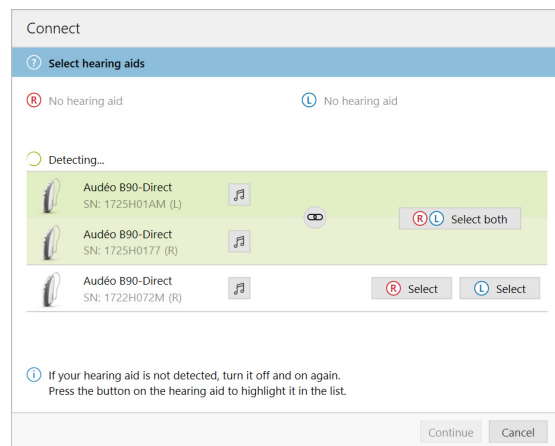 Connect
? Select hearing aids
R No hearing aid
L No hearing aid
Detecting...
Audéo B90-Direct
SN: 1725H01AM (L)
R L Select both
Audéo B90-Direct
SN: 1725H0177 (R)
Audéo B90-Direct
SN: 1722H072M (R)
R Select
L Select
i If your hearing aid is not detected, turn it off and on again.
Press the button on the hearing aid to highlight it in the list.
Continue
Cancel